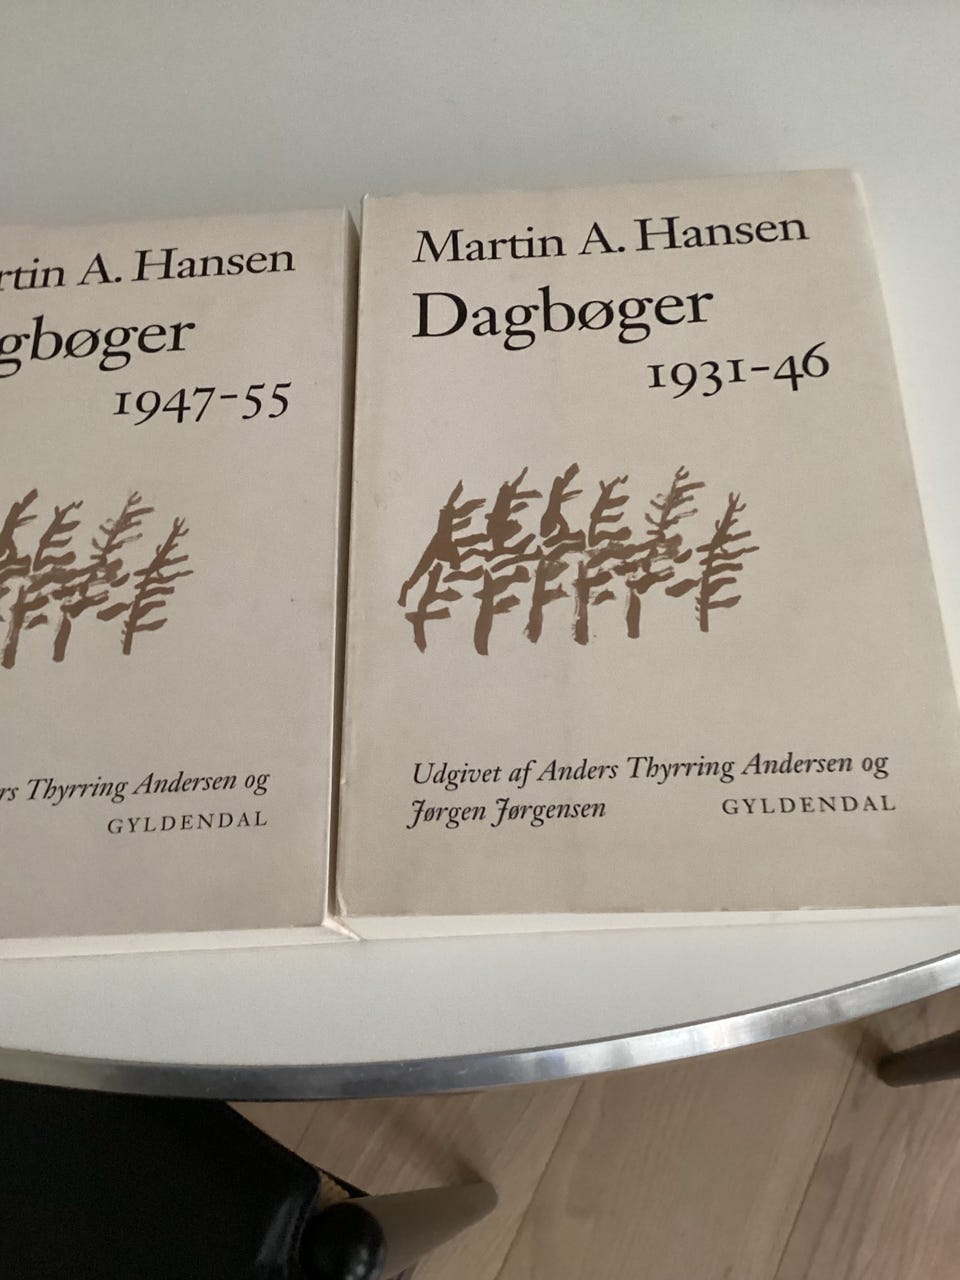 rtin A. Hansen
gbøger
1947-55
rs Thyrring Andersen og
GYLDENDAL
Martin A. Hansen
Dagbøger
1931-46
Udgivet af Anders Thyrring Andersen og
Jørgen Jørgensen GYLDENDAL